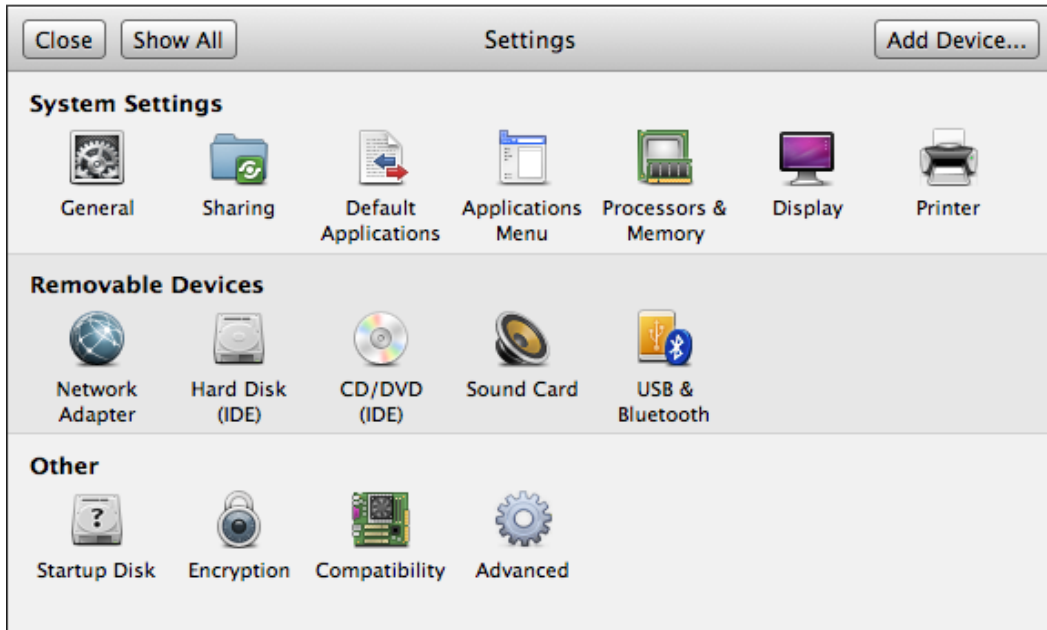 Close Show All Settings Add Device...
System Settings
General Sharing Default Applications Applications Menu Processors & Memory Display Printer
Removable Devices
Network Adapter Hard Disk (IDE) CD/DVD (IDE) Sound Card USB & Bluetooth
Other
?
Startup Disk Encryption Compatibility Advanced